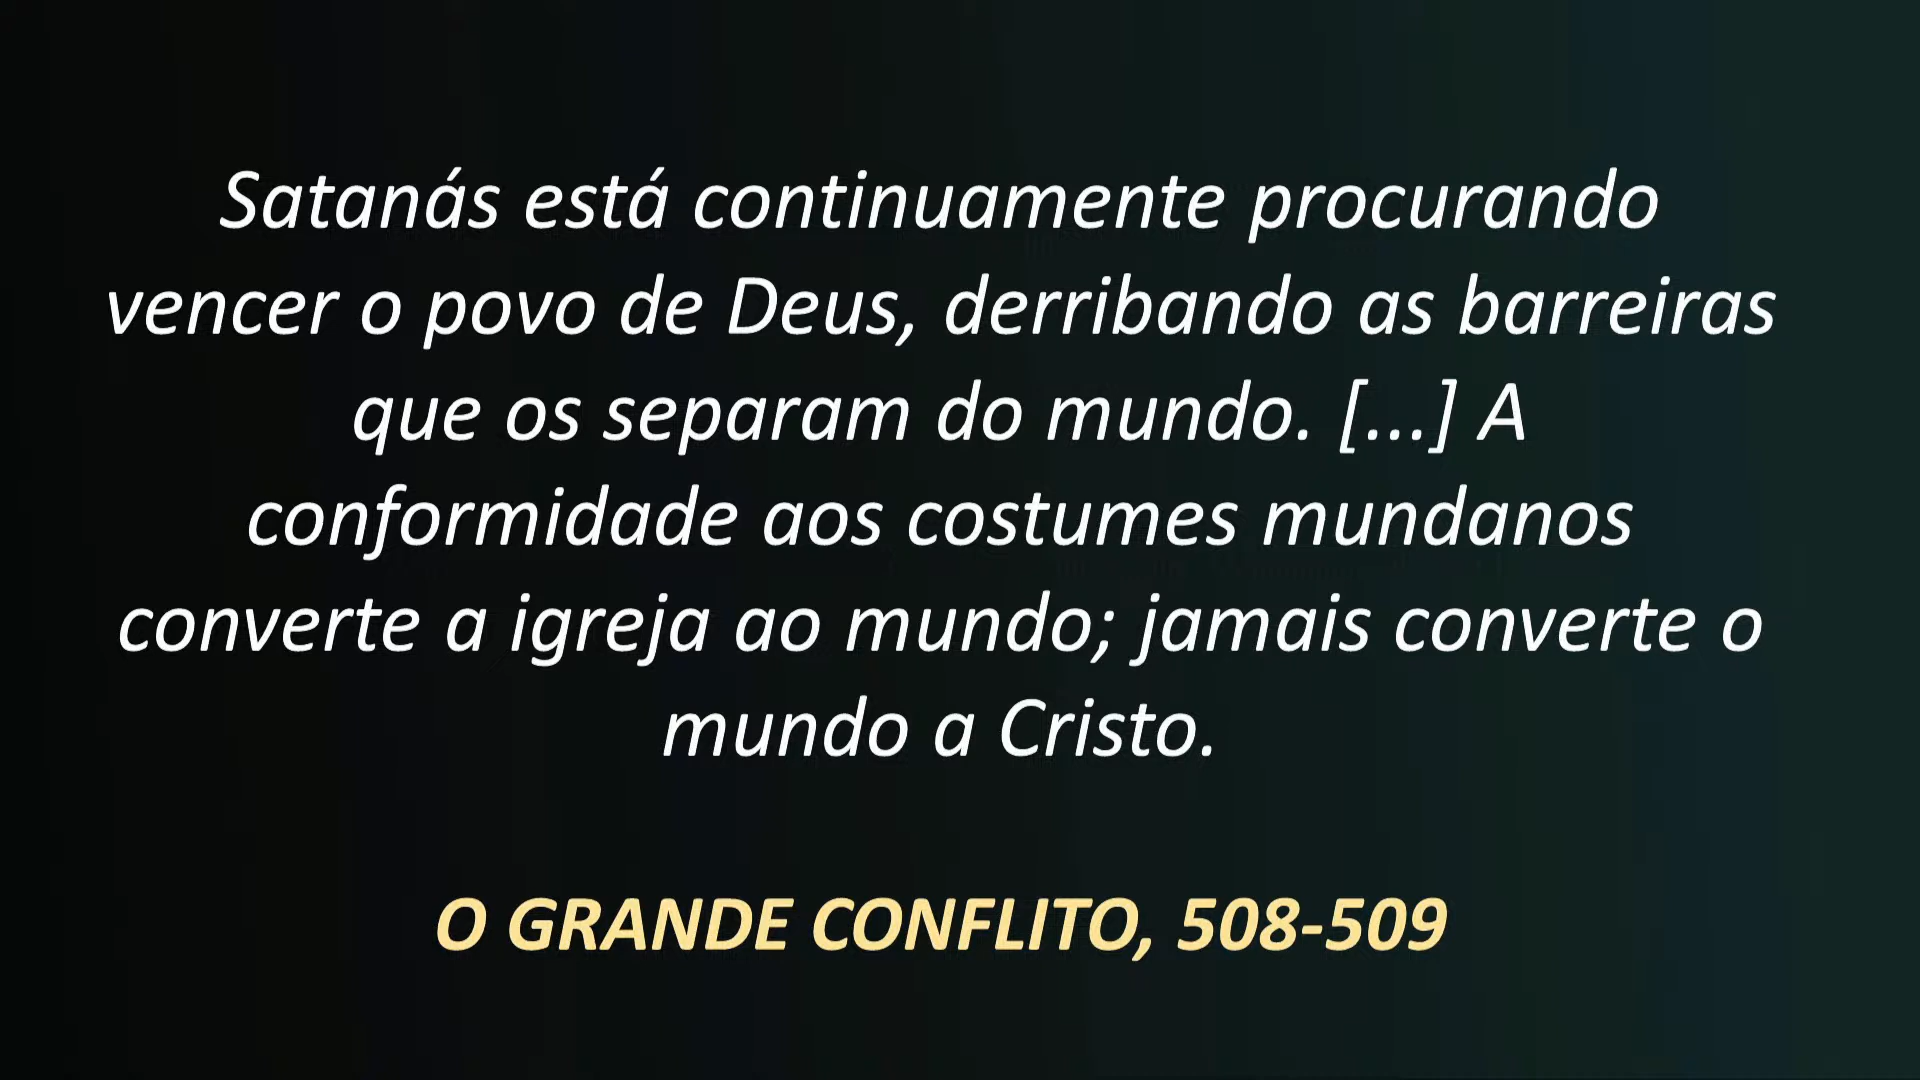 Satanás está continuamente procurando
vencer o povo de Deus, derribando as barreiras
que os separam do mundo. [...] A
conformidade aos costumes mundanos
converte a igreja ao mundo; jamais converte o
mundo a Cristo.
O GRANDE CONFLITO, 508-509